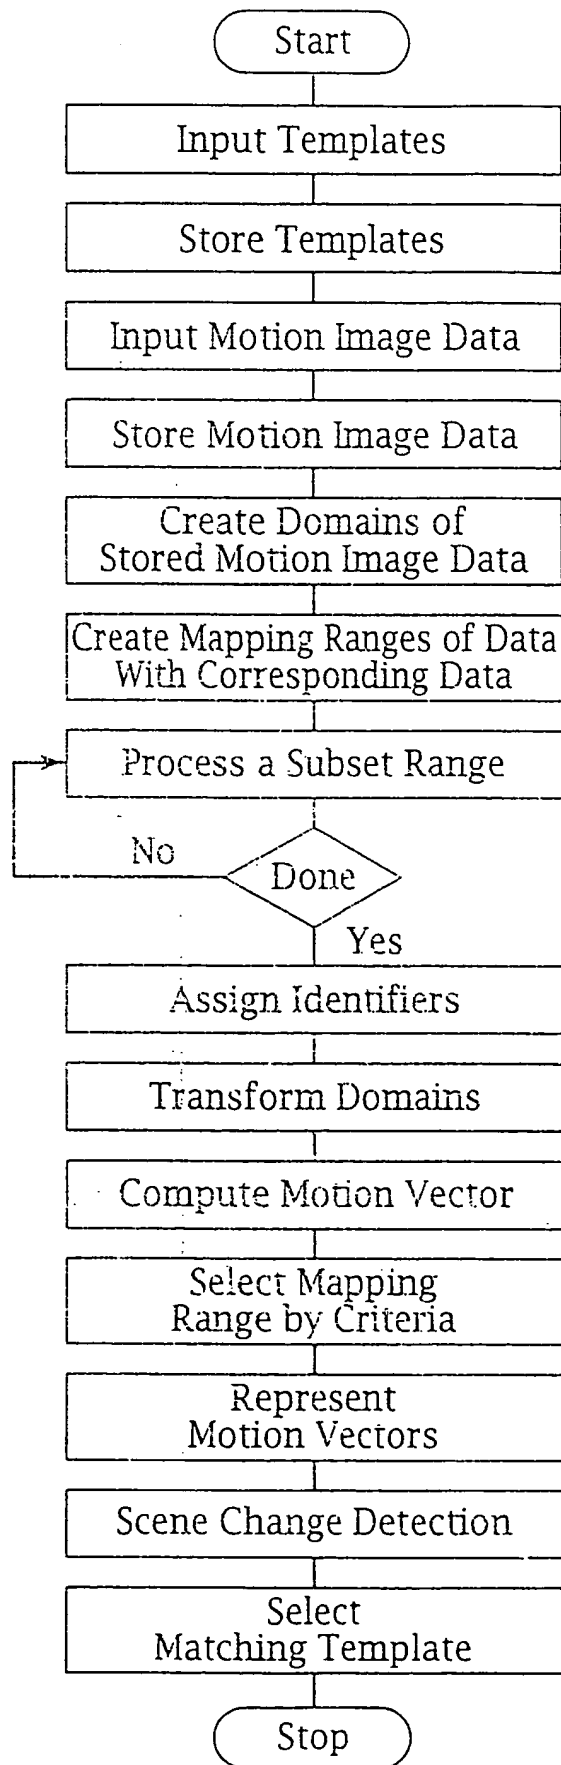 Start
Input Templates
Store Templates
Input Motion Image Data
Store Motion Image Data
Create Domains of
Stored Motion Image Data
Create Mapping Ranges of Data
With Corresponding Data
Process a Subset Range
No
Done
Yes
Assign Identifiers
Transform Domains
Compute Motion Vector
Select Mapping
Range by Criteria
Represent
Motion Vectors
Scene Change Detection
Select
Matching Template
Stop